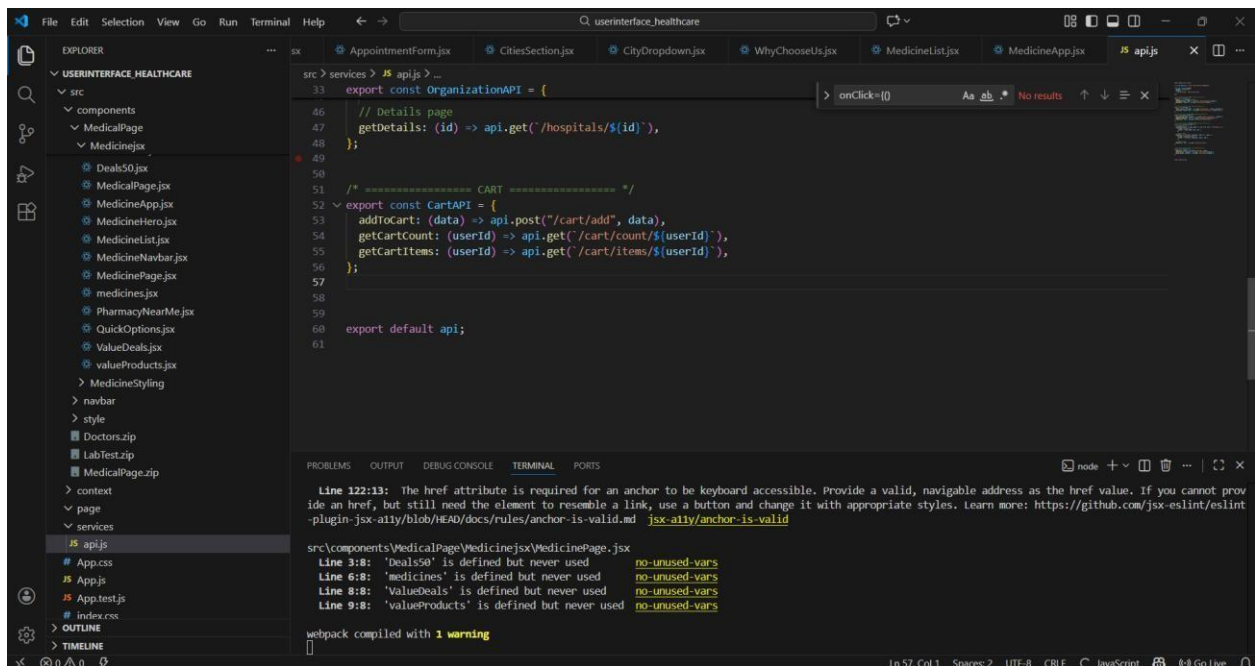 File Edit Selection View Go Run Terminal Help
userinterface_healthcare
EXPLORER
USERINTERFACE_HEALTHCARE
src
components
MedicalPage
Medicinejsx
Deals50.jsx
MedicalPage.jsx
MedicineApp.jsx
MedicineHero.jsx
MedicineList.jsx
MedicineNavbar.jsx
MedicinePage.jsx
medicines.jsx
PharmacyNearMe.jsx
QuickOptions.jsx
ValueDeals.jsx
valueProducts.jsx
MedicineStyling
navbar
style
Doctors.zip
LabTest.zip
MedicalPage.zip
context
page
services
JS api.js
# App.css
JS App.js
JS App.test.js
# index.css
OUTLINE
TIMELINE
sx AppointmentForm.jsx CitiesSection.jsx CityDropdown.jsx WhyChooseUs.jsx MedicineList.jsx MedicineApp.jsx JS api.js
src > services > JS api.js > ...
onClick={() Aa ab .* No results
33 export const OrganizationAPI = {
46 // Details page
47 getDetails: (id) => api.get(`/hospitals/${id}`),
48 };
49
50
51 /* ================= CART ================= */
52 export const CartAPI = {
53 addToCart: (data) => api.post("/cart/add", data),
54 getCartCount: (userId) => api.get(`/cart/count/${userId}`),
55 getCartItems: (userId) => api.get(`/cart/items/${userId}`),
56 };
57
58
59
60 export default api;
61
PROBLEMS OUTPUT DEBUG CONSOLE TERMINAL PORTS
node
Line 122:13: The href attribute is required for an anchor to be keyboard accessible. Provide a valid, navigable address as the href value. If you cannot prov
ide an href, but still need the element to resemble a link, use a button and change it with appropriate styles. Learn more: https://github.com/jsx-eslint/eslint
-plugin-jsx-a11y/blob/HEAD/docs/rules/anchor-is-valid.md jsx-a11y/anchor-is-valid
src\components\MedicalPage\Medicinejsx\MedicinePage.jsx
Line 3:8: 'Deals50' is defined but never used no-unused-vars
Line 6:8: 'medicines' is defined but never used no-unused-vars
Line 8:8: 'ValueDeals' is defined but never used no-unused-vars
Line 9:8: 'valueProducts' is defined but never used no-unused-vars
webpack compiled with 1 warning
0 0 Ln 57, Col 1 Spaces: 2 UTF-8 CRLF JavaScript Go Live